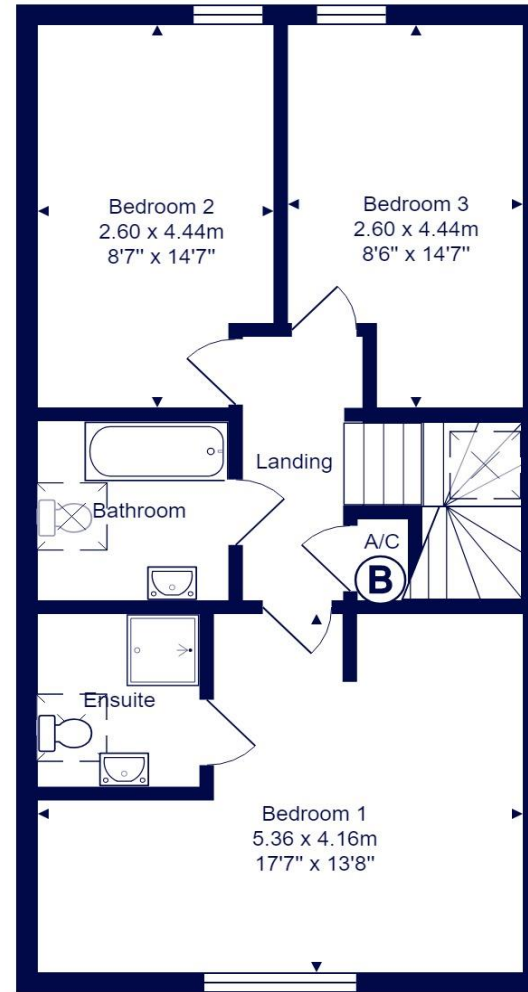 Bedroom 2
2.60 x 4.44m
8'7" x 14'7"
Bedroom 3
2.60 x 4.44m
8'6" x 14'7"
Landing
Bathroom
A/C
B
Ensuite
Bedroom 1
5.36 x 4.16m
17'7" x 13'8"